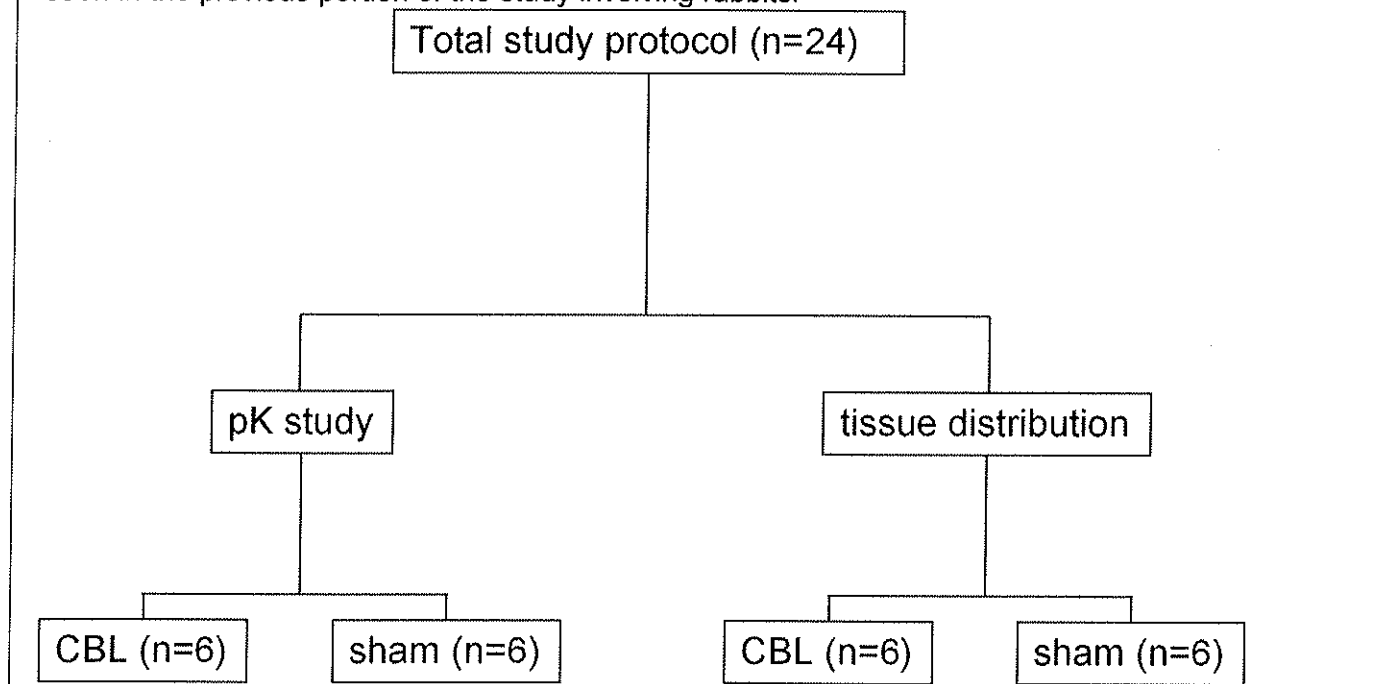 Total study protocol (n=24)
pK study
tissue distribution
CBL (n=6)
sham (n=6)
CBL (n=6)
sham (n=6)